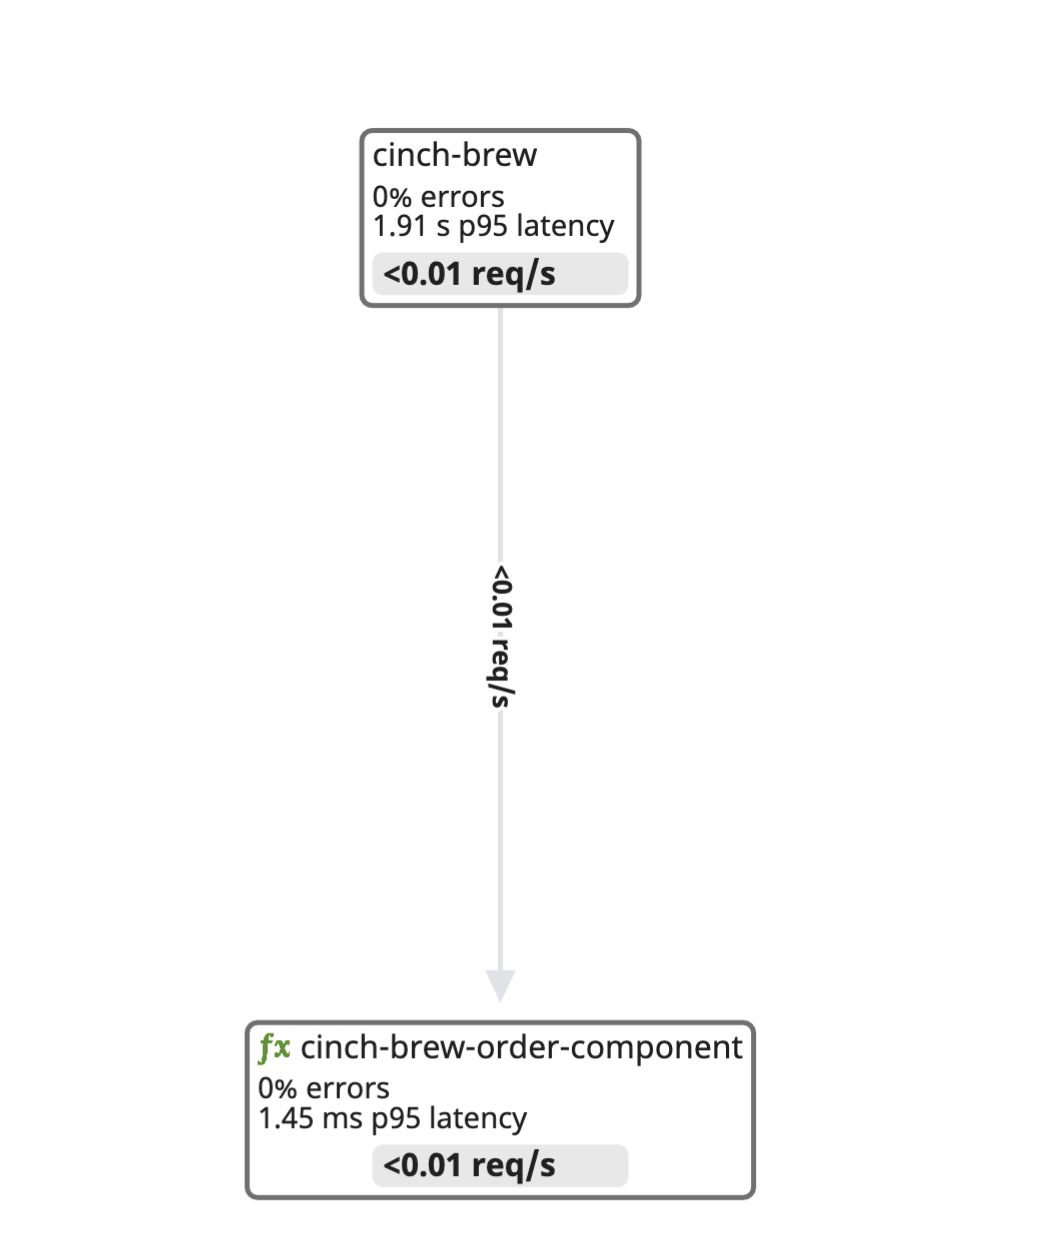 cinch-brew
0% errors
1.91 s p95 latency
<0.01 req/s
<0.01 req/s
fx cinch-brew-order-component
0% errors
1.45 ms p95 latency
<0.01 req/s